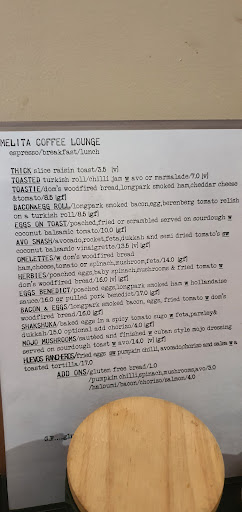 MELITA COFFEE LOUNGE
espresso/breakfast/lunch
THICK slice raisin toast/3.5 |v|
TOASTED turkish roll/chilli jam w avo or marmalade/7.0 |v|
TOASTIE/dom's woodfired bread,longpark smoked ham,cheddar cheese
&tomato/8.5 |gf|
BACON&EGG ROLL/longpark smoked bacon,egg,berenberg tomato relish
on a turkish roll/8.5 |gf|
EGGS ON TOAST/poached,fried or scrambled served on sourdough w
coconut balsamic tomato/10.0 |v| |gf|
AVO SMASH/avocado,rocket,feta,dukkah and semi dried tomato's w
coconut balsamic vinaigrette/13.5 |v| |gf|
OMELETTES/w dom's woodfired bread
ham,cheese,tomato or spinach,mushroom,feta/14.0 |gf|
HERBIES/poached eggs,baby spinach,mushrooms & fried tomato w
dom's woodfired bread/16.0 |v| |gf|
EGGS BENEDICT/poached eggs,longpark smoked ham w hollandaise
sauce/16.0 or pulled pork benedict/17.0 |gf|
BACON & EGGS/longpark smoked bacon, eggs, fried tomato w dom's
woodfired bread/16.0 |gf|
SHAKSHUKA/baked eggs in a spicy tomato sugo w feta,parsley&
dukkah/15.0 optional add chorizo/4.0 |gf|
MOJO MUSHROOMS/sautéed and finished w cuban style mojo dressing
served on sourdough toast w avo/14.0 |v| |gf|
HUEVOS RANCHEROS/fried eggs w pumpkin chilli, avocado,chorizo and salsa w a
toasted tortilla/17.0
ADD ONS/gluten free bread/1.0
/pumpkin chilli,spinach,mushrooms,avo/3.0
/haloumi/bacon/chorizo/salmon/4.0